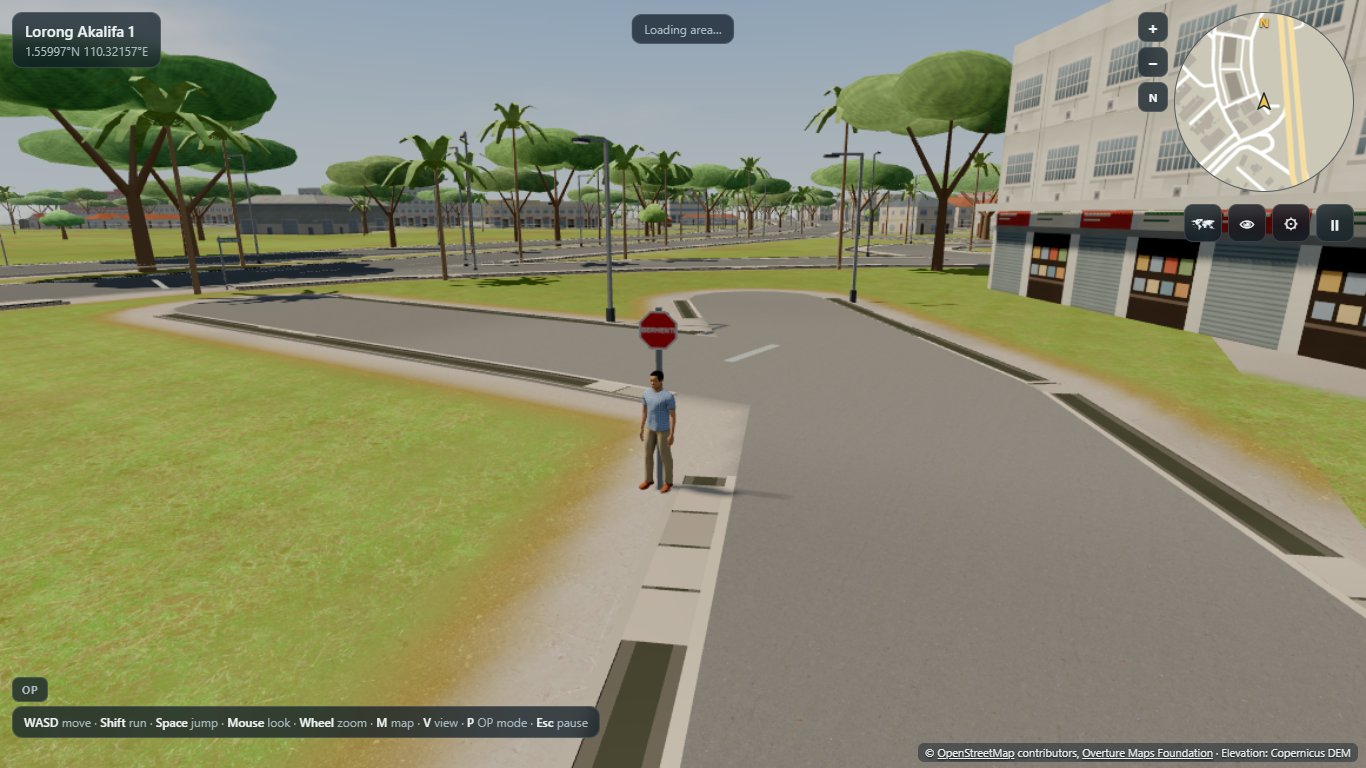 Lorong Akalifa 1
1.55997°N 110.32157°E
Loading area...
+
−
N
N
BERHENTI
OP
WASD move · Shift run · Space jump · Mouse look · Wheel zoom · M map · V view · P OP mode · Esc pause
© OpenStreetMap contributors, Overture Maps Foundation · Elevation: Copernicus DEM